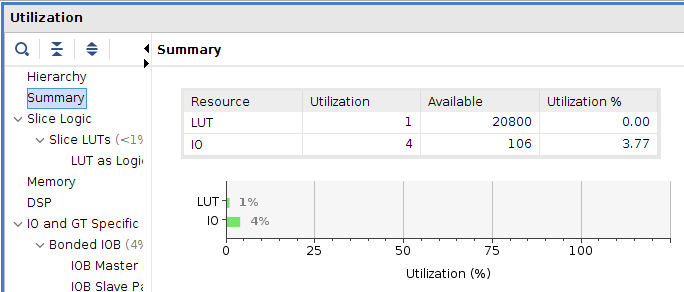 Utilization
Summary
Hierarchy
Summary
Slice Logic
Slice LUTs (<1%
LUT as Logic
Memory
DSP
IO and GT Specific
Bonded IOB (4%
IOB Master
IOB Slave Pa
Resource Utilization Available Utilization %
LUT 1 20800 0.00
IO 4 106 3.77
LUT 1%
IO 4%
0 25 50 75 100
Utilization (%)